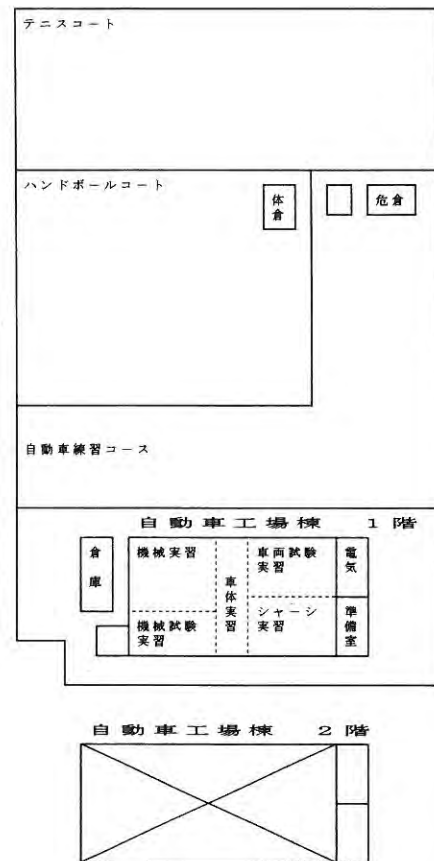 テニスコート
ハンドボールコート
体倉
危倉
自動車練習コース
自動車工場棟 1階
倉庫
機械実習
車体実習
車両試験
実習
電気
機械試験
実習
シャーシ
実習
準備室
自動車工場棟 2階